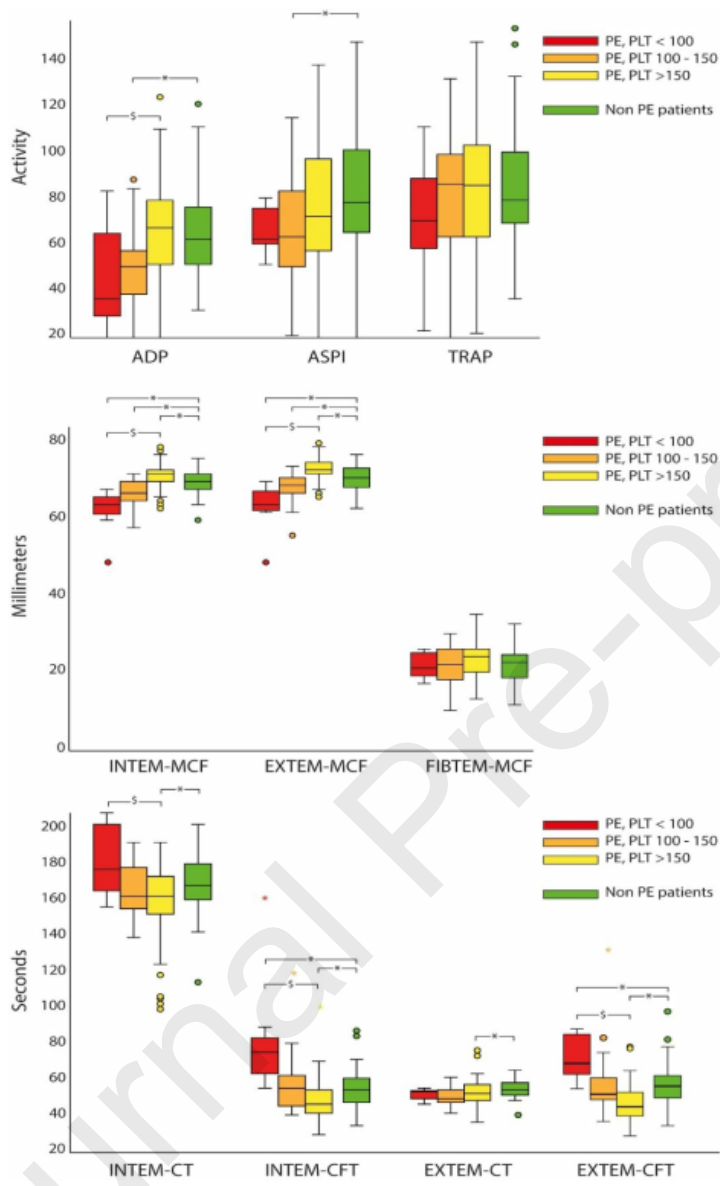 Activity
140
120
100
80
60
40
20
ADP
ASPI
TRAP
*
$
*
PE, PLT < 100
PE, PLT 100 - 150
PE, PLT >150
Non PE patients
Millimeters
80
60
40
20
0
INTEM-MCF
EXTEM-MCF
FIBTEM-MCF
*
*
*
$
*
*
*
$
PE, PLT < 100
PE, PLT 100 - 150
PE, PLT >150
Non PE patients
Seconds
200
180
160
140
120
100
80
60
40
20
INTEM-CT
INTEM-CFT
EXTEM-CT
EXTEM-CFT
$
*
*
*
$
*
*
$
*
PE, PLT < 100
PE, PLT 100 - 150
PE, PLT >150
Non PE patients
urnal Pre-p